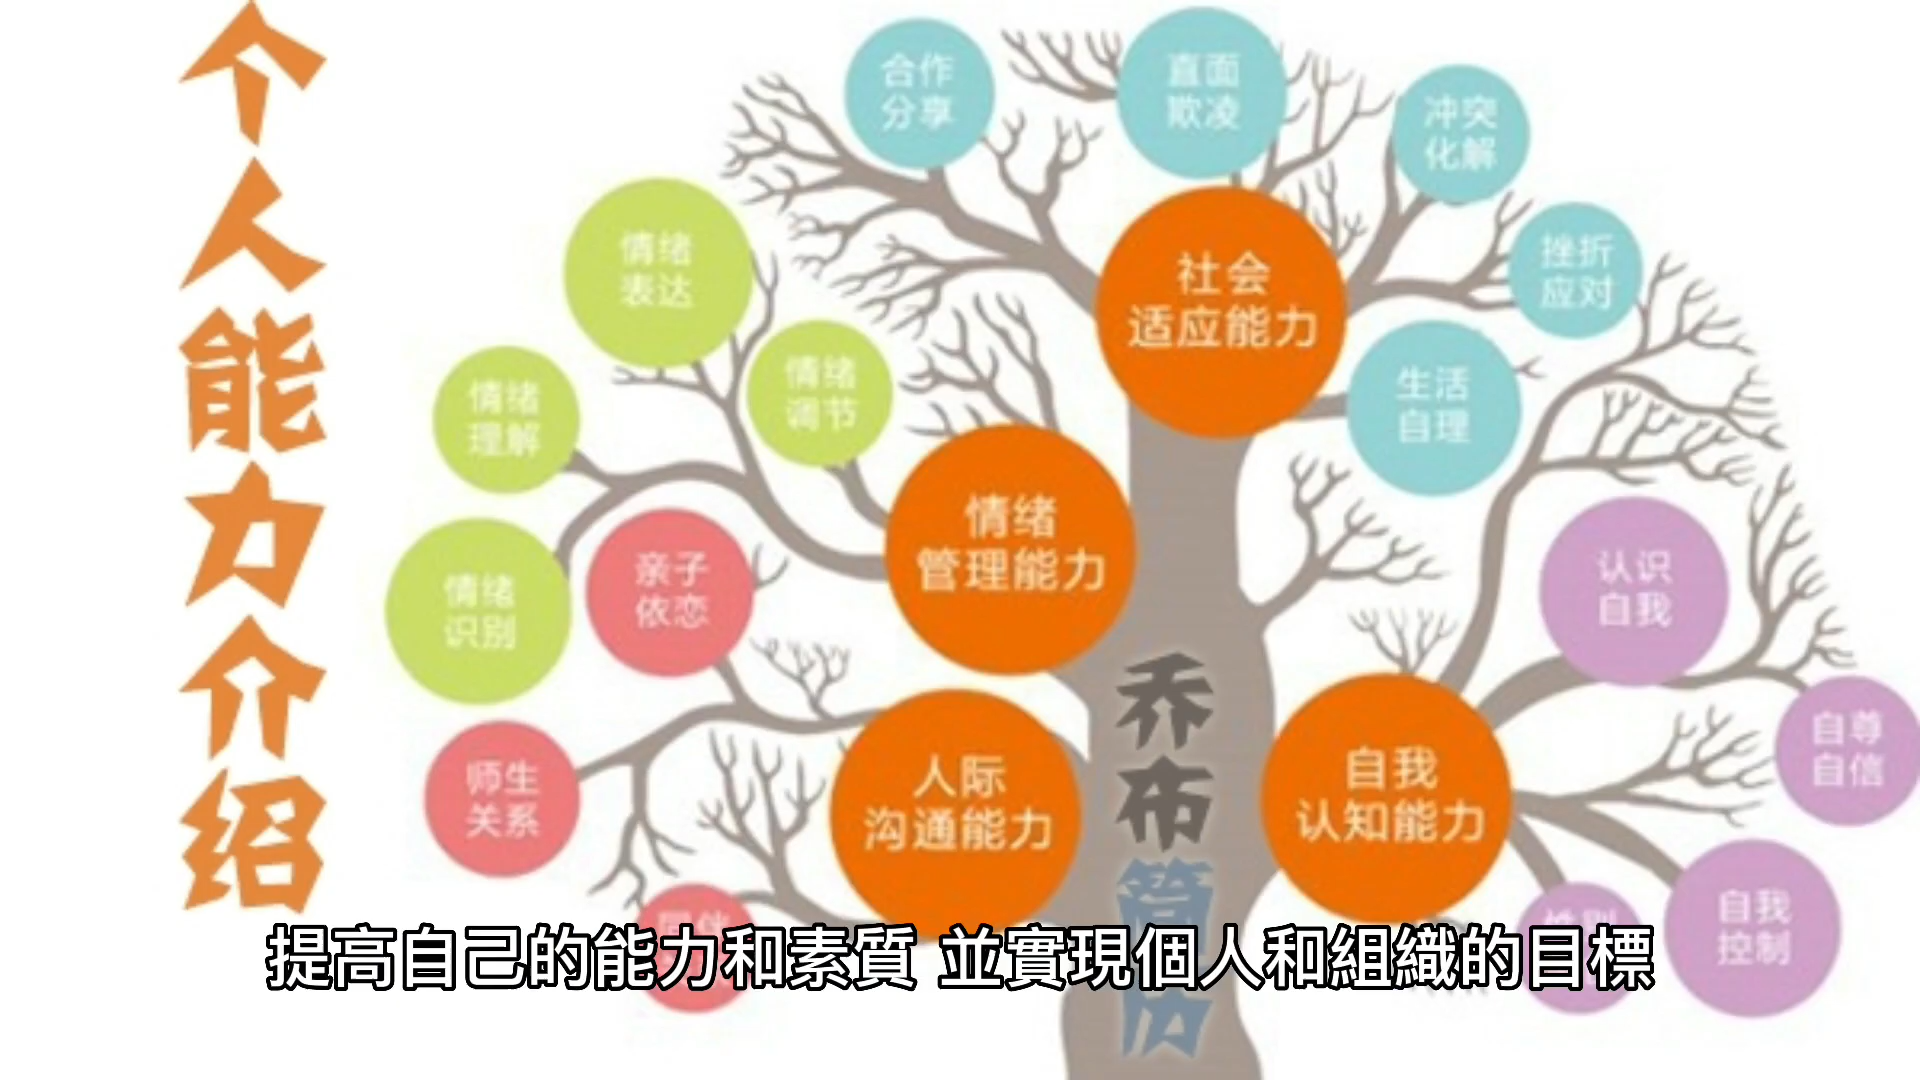 个人能力介绍
合作
分享
直面
欺凌
冲突
化解
情绪
表达
社会
适应能力
挫折
应对
情绪
理解
情绪
调节
生活
自理
情绪
管理能力
情绪
识别
亲子
依恋
认识
自我
师生
关系
人际
沟通能力
自我
认知能力
自尊
自信
自我
控制
乔布简历
提高自己的能力和素質 並實現個人和組織的目標